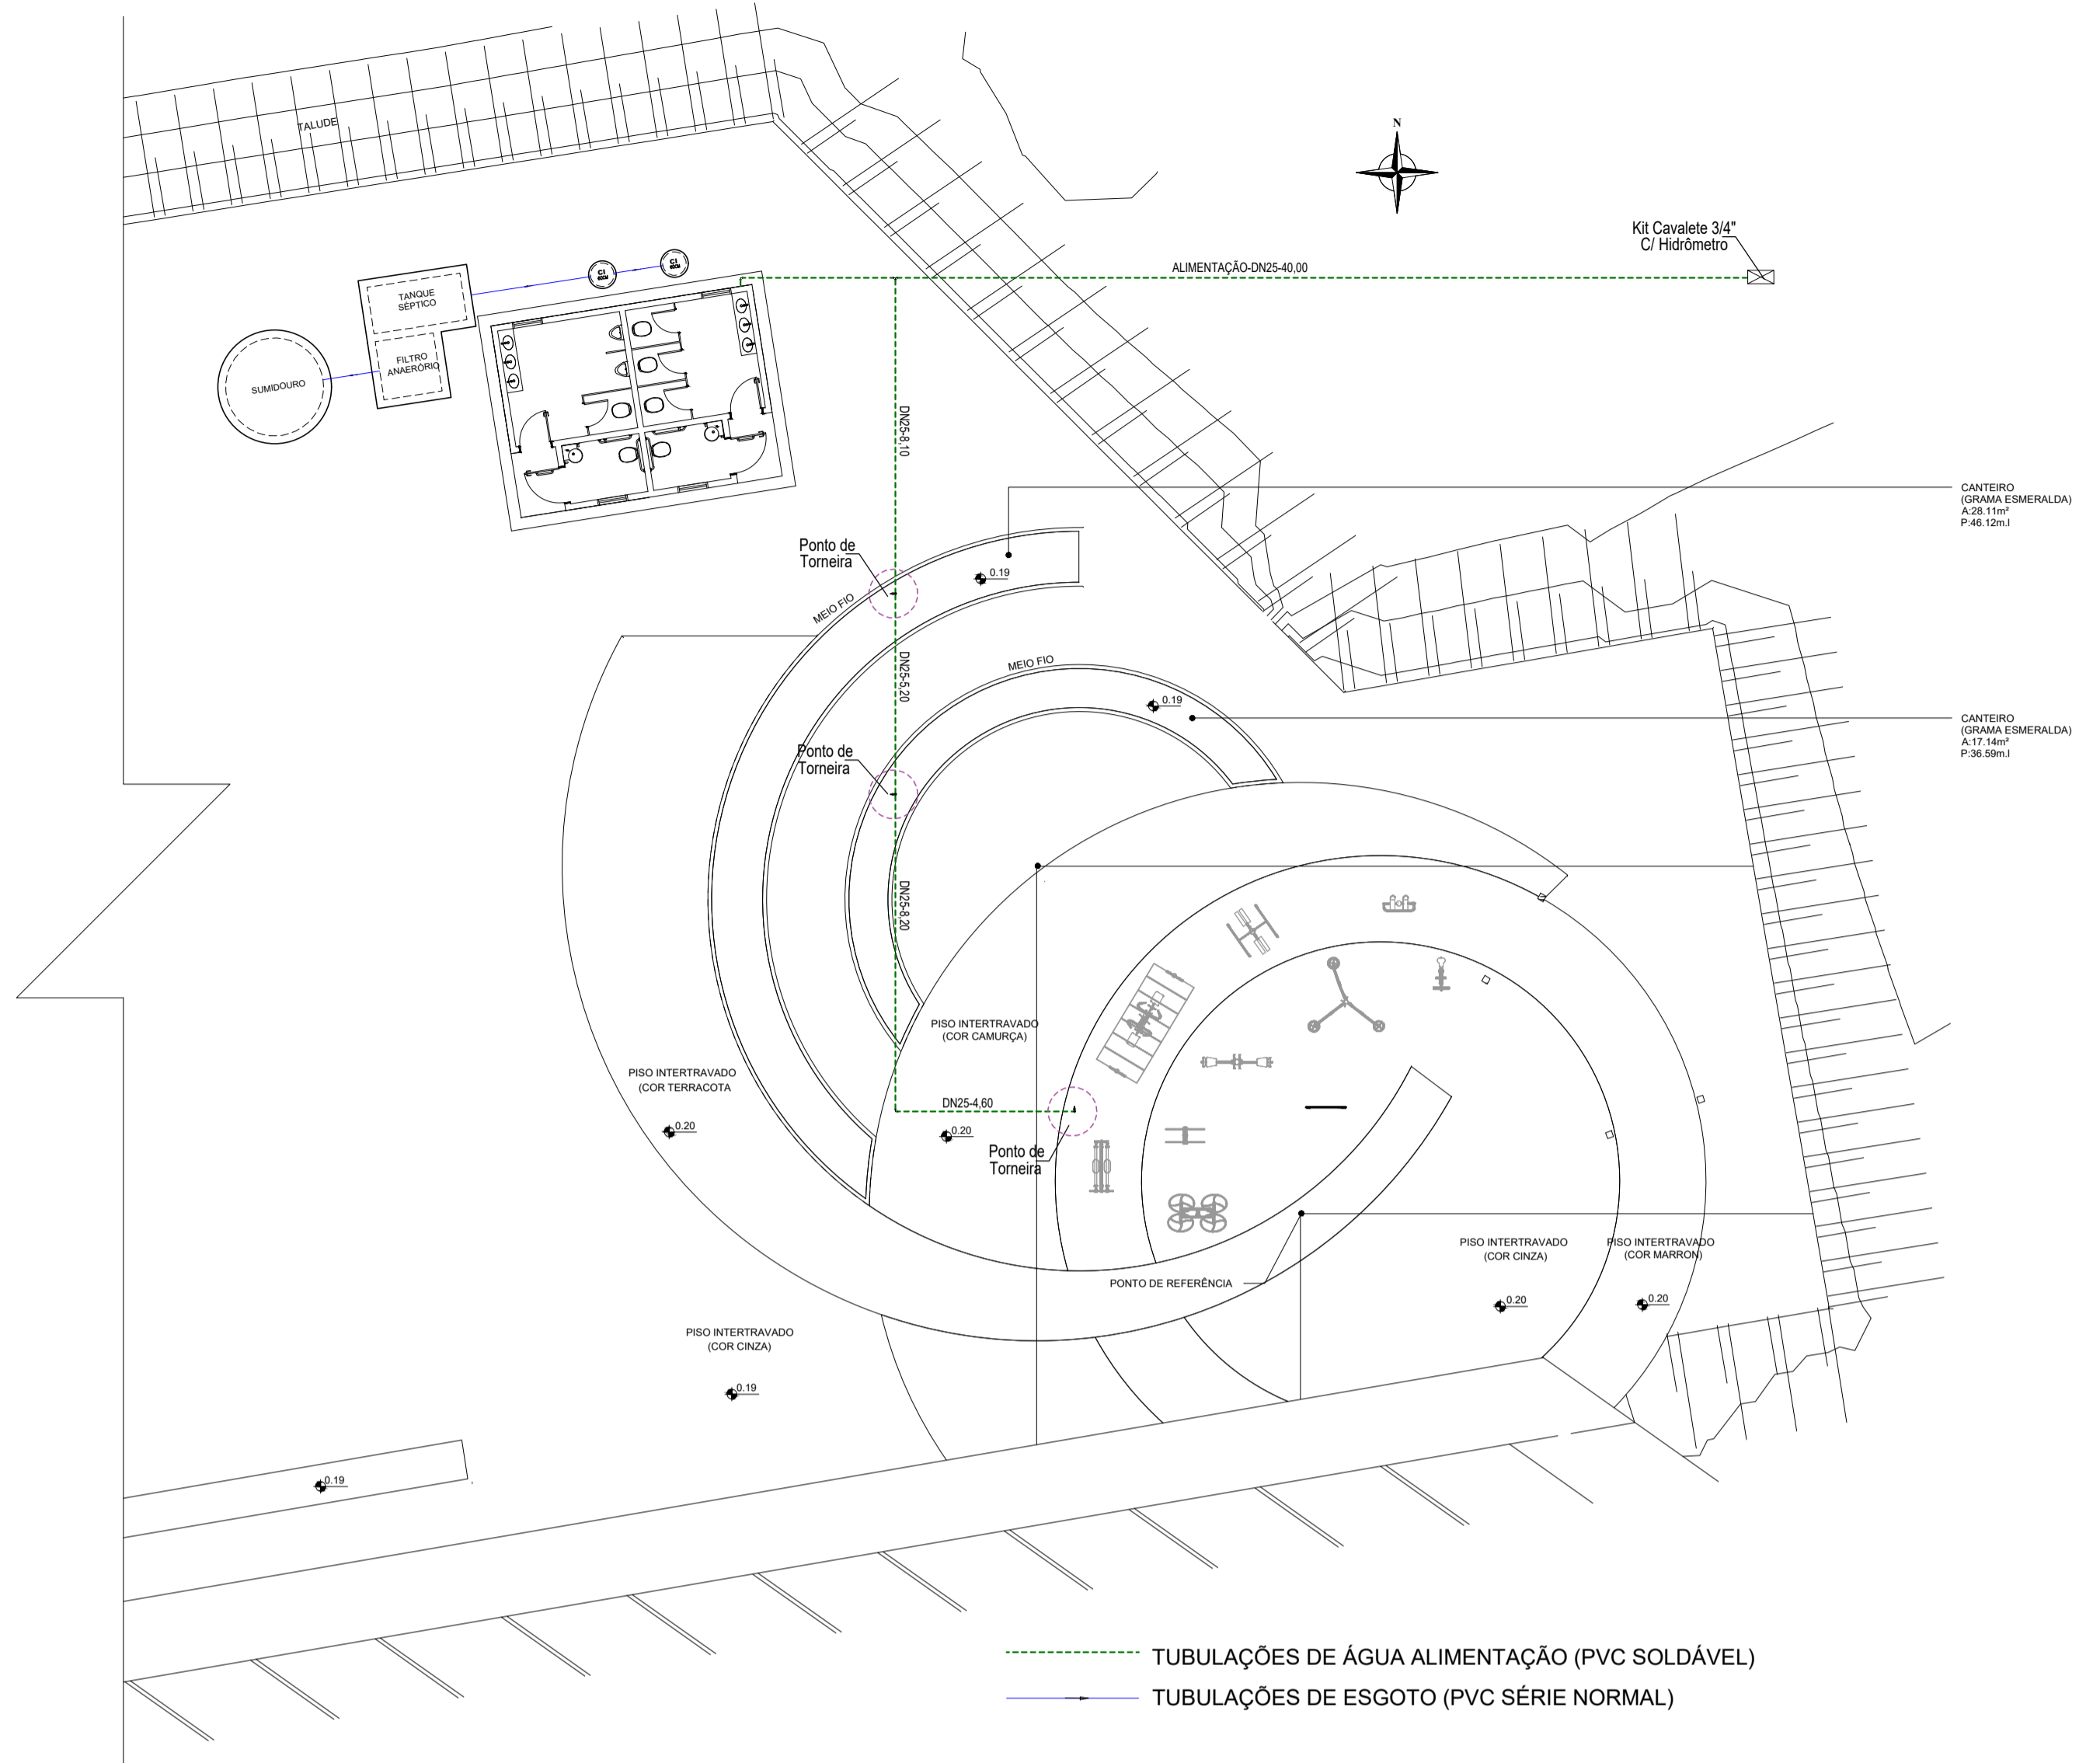 TALUDE
N
Kit Cavalete 3/4"
C/ Hidrômetro
ALIMENTAÇÃO-DN25-40,00
CI
60CM
CI
60CM
TANQUE
SÉPTICO
FILTRO
ANAERÓRIO
SUMIDOURO
DN25-8,10
CANTEIRO
(GRAMA ESMERALDA)
A:28.11m²
P:46.12m.l
Ponto de
Torneira
0.19
MEIO FIO
DN25-5,20
MEIO FIO
0.19
CANTEIRO
(GRAMA ESMERALDA)
A:17.14m²
P:36.59m.l
Ponto de
Torneira
DN25-8,20
PISO INTERTRAVADO
(COR CAMURÇA)
PISO INTERTRAVADO
(COR TERRACOTA
0.20
DN25-4,60
0.20
Ponto de
Torneira
PISO INTERTRAVADO
(COR CINZA)
PISO INTERTRAVADO
(COR MARRON)
PONTO DE REFERÊNCIA
0.20
0.20
PISO INTERTRAVADO
(COR CINZA)
0.19
0.19
TUBULAÇÕES DE ÁGUA ALIMENTAÇÃO (PVC SOLDÁVEL)
TUBULAÇÕES DE ESGOTO (PVC SÉRIE NORMAL)